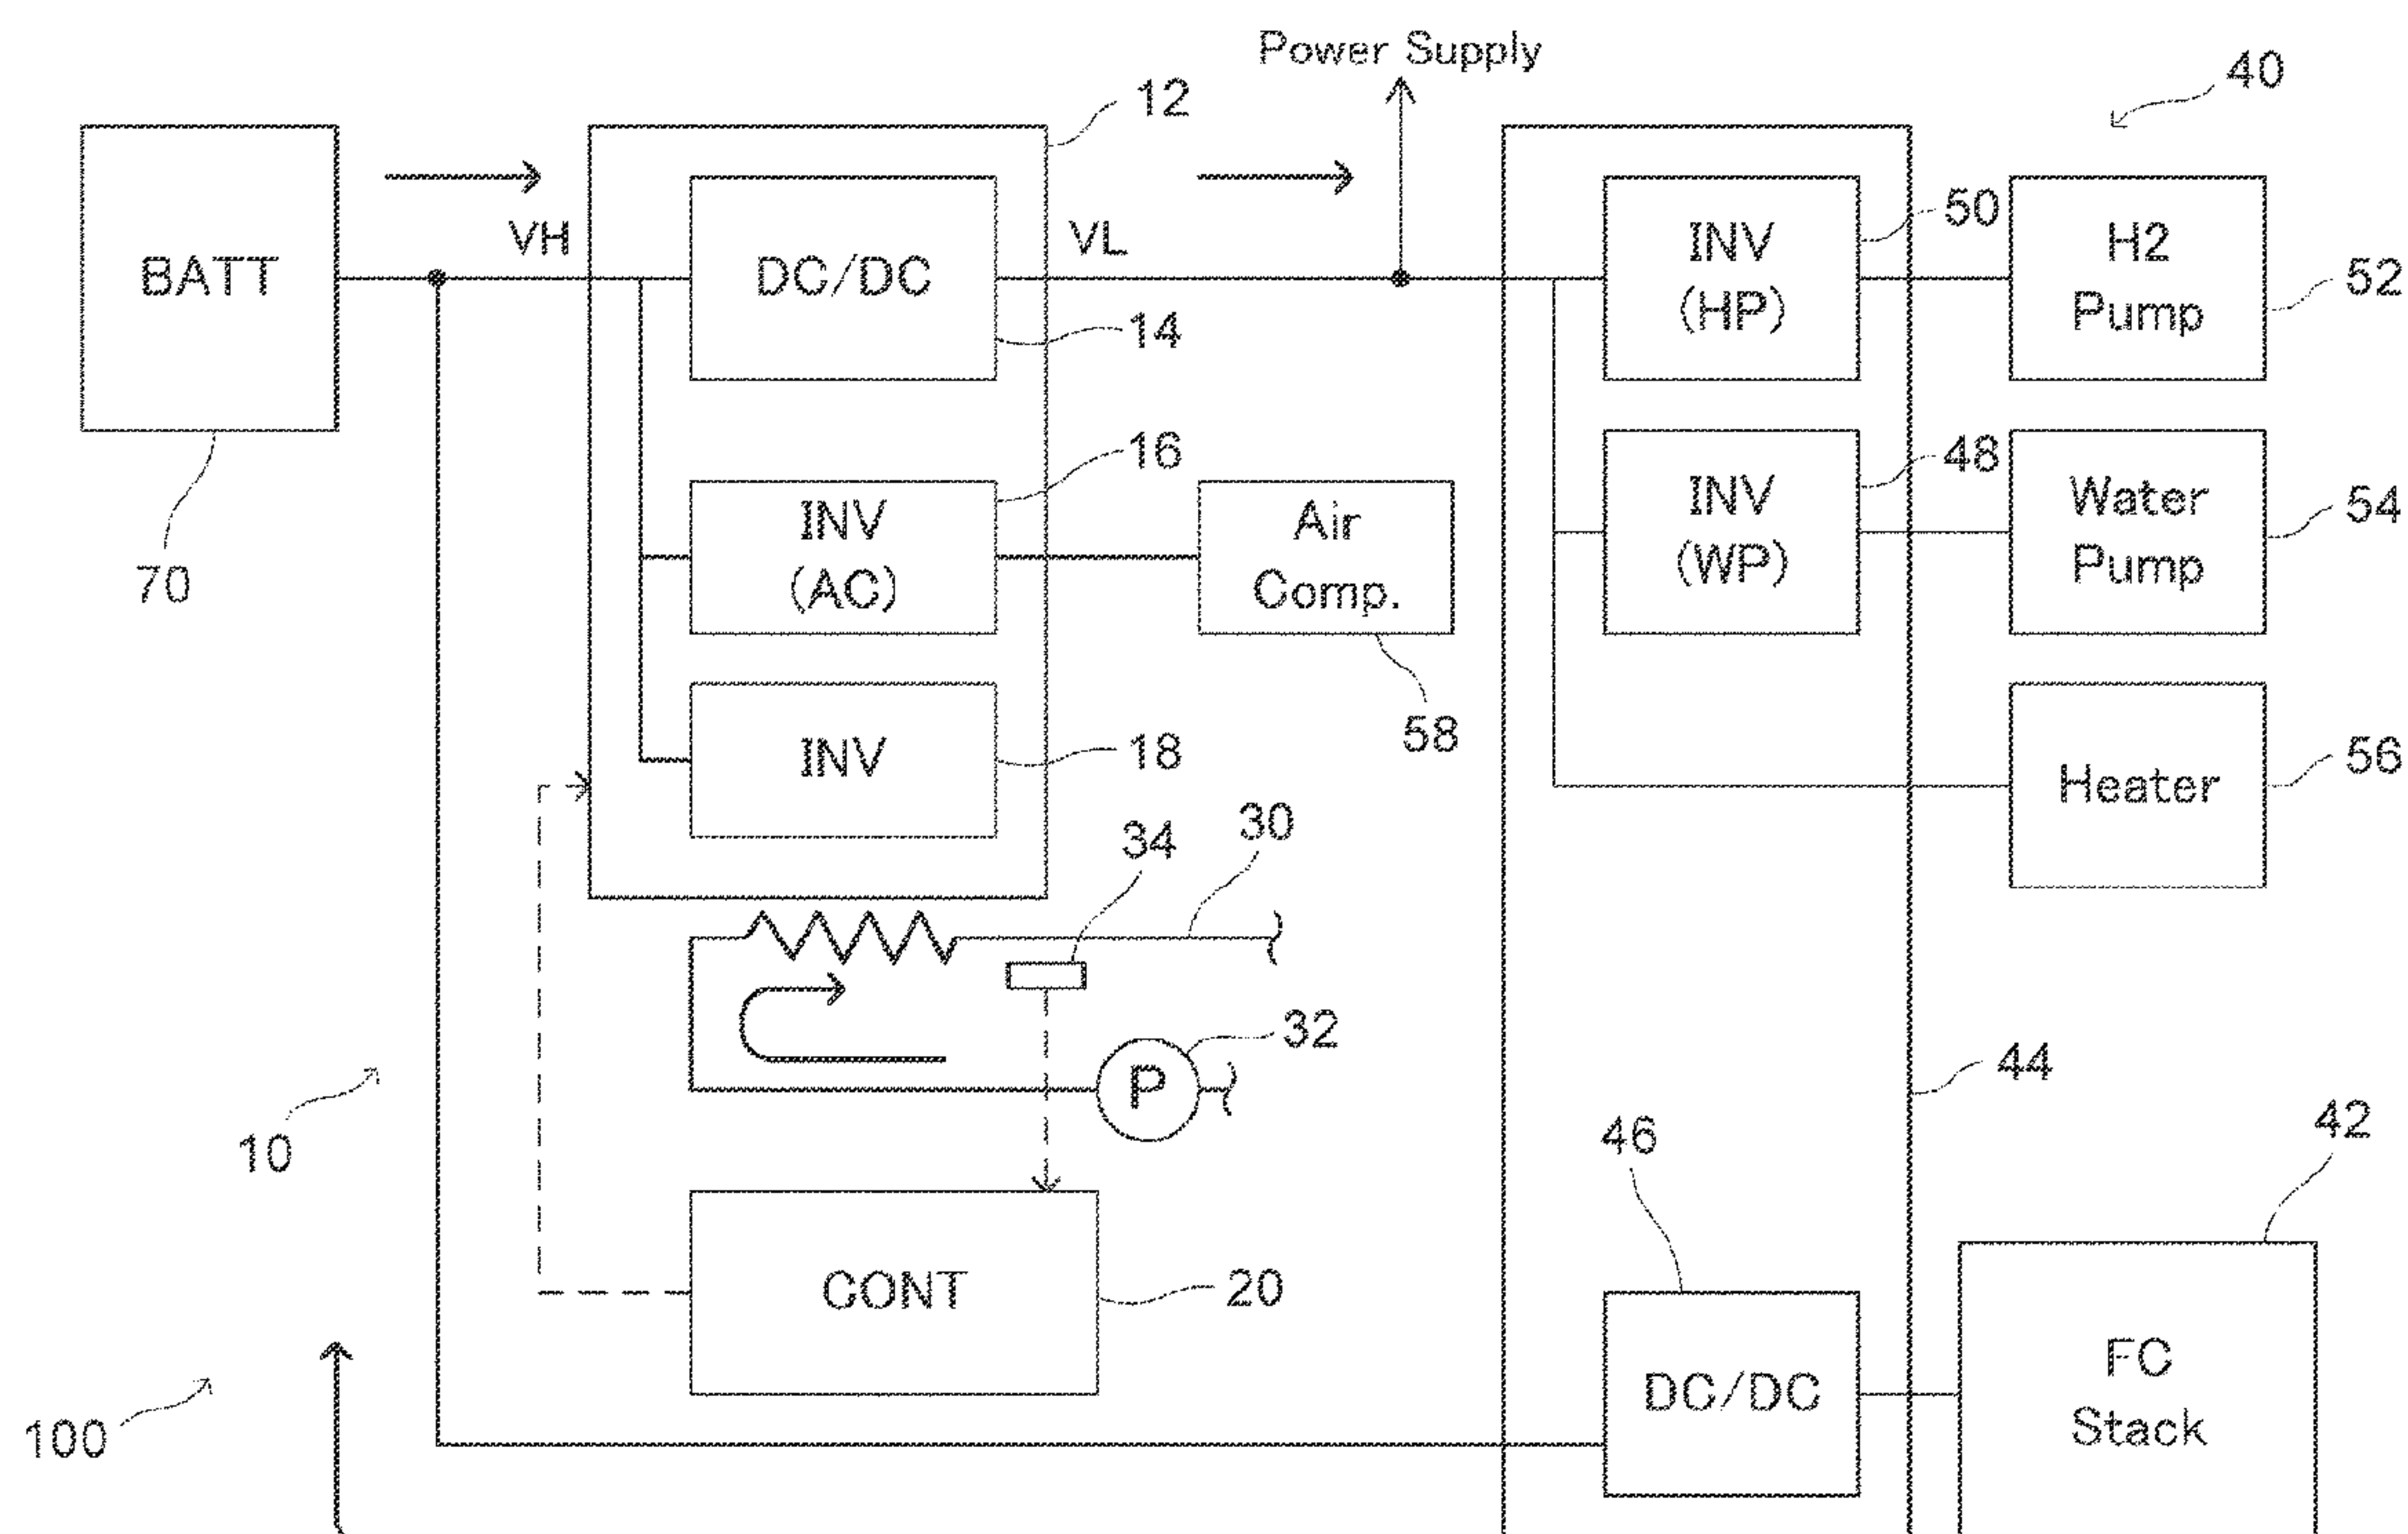 Power Supply
40
12
BATT
VH
DC/DC
VL
INV
(HP)
50
H2
Pump
52
14
70
16
INV
(AC)
Air
Comp.
58
INV
(WP)
48
Water
Pump
54
INV
18
Heater
56
34
30
32
P
10
44
46
42
CONT
20
100
DC/DC
FC
Stack